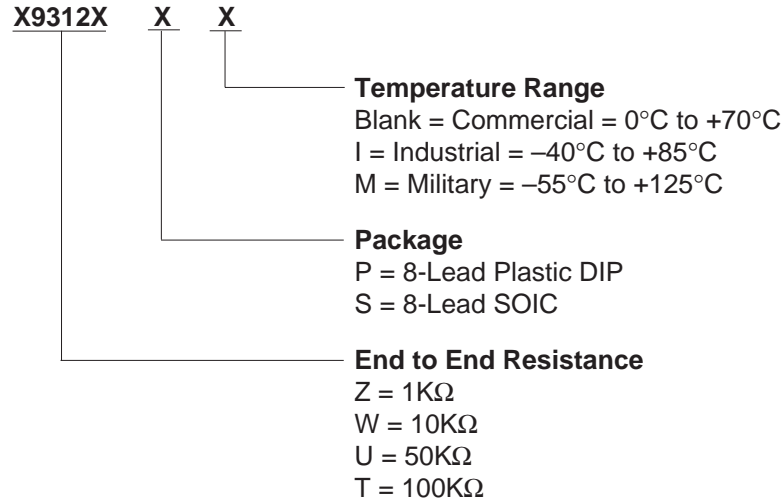 X9312X X X
Temperature Range
Blank = Commercial = 0°C to +70°C
I = Industrial = –40°C to +85°C
M = Military = –55°C to +125°C
Package
P = 8-Lead Plastic DIP
S = 8-Lead SOIC
End to End Resistance
Z = 1KΩ
W = 10KΩ
U = 50KΩ
T = 100KΩ